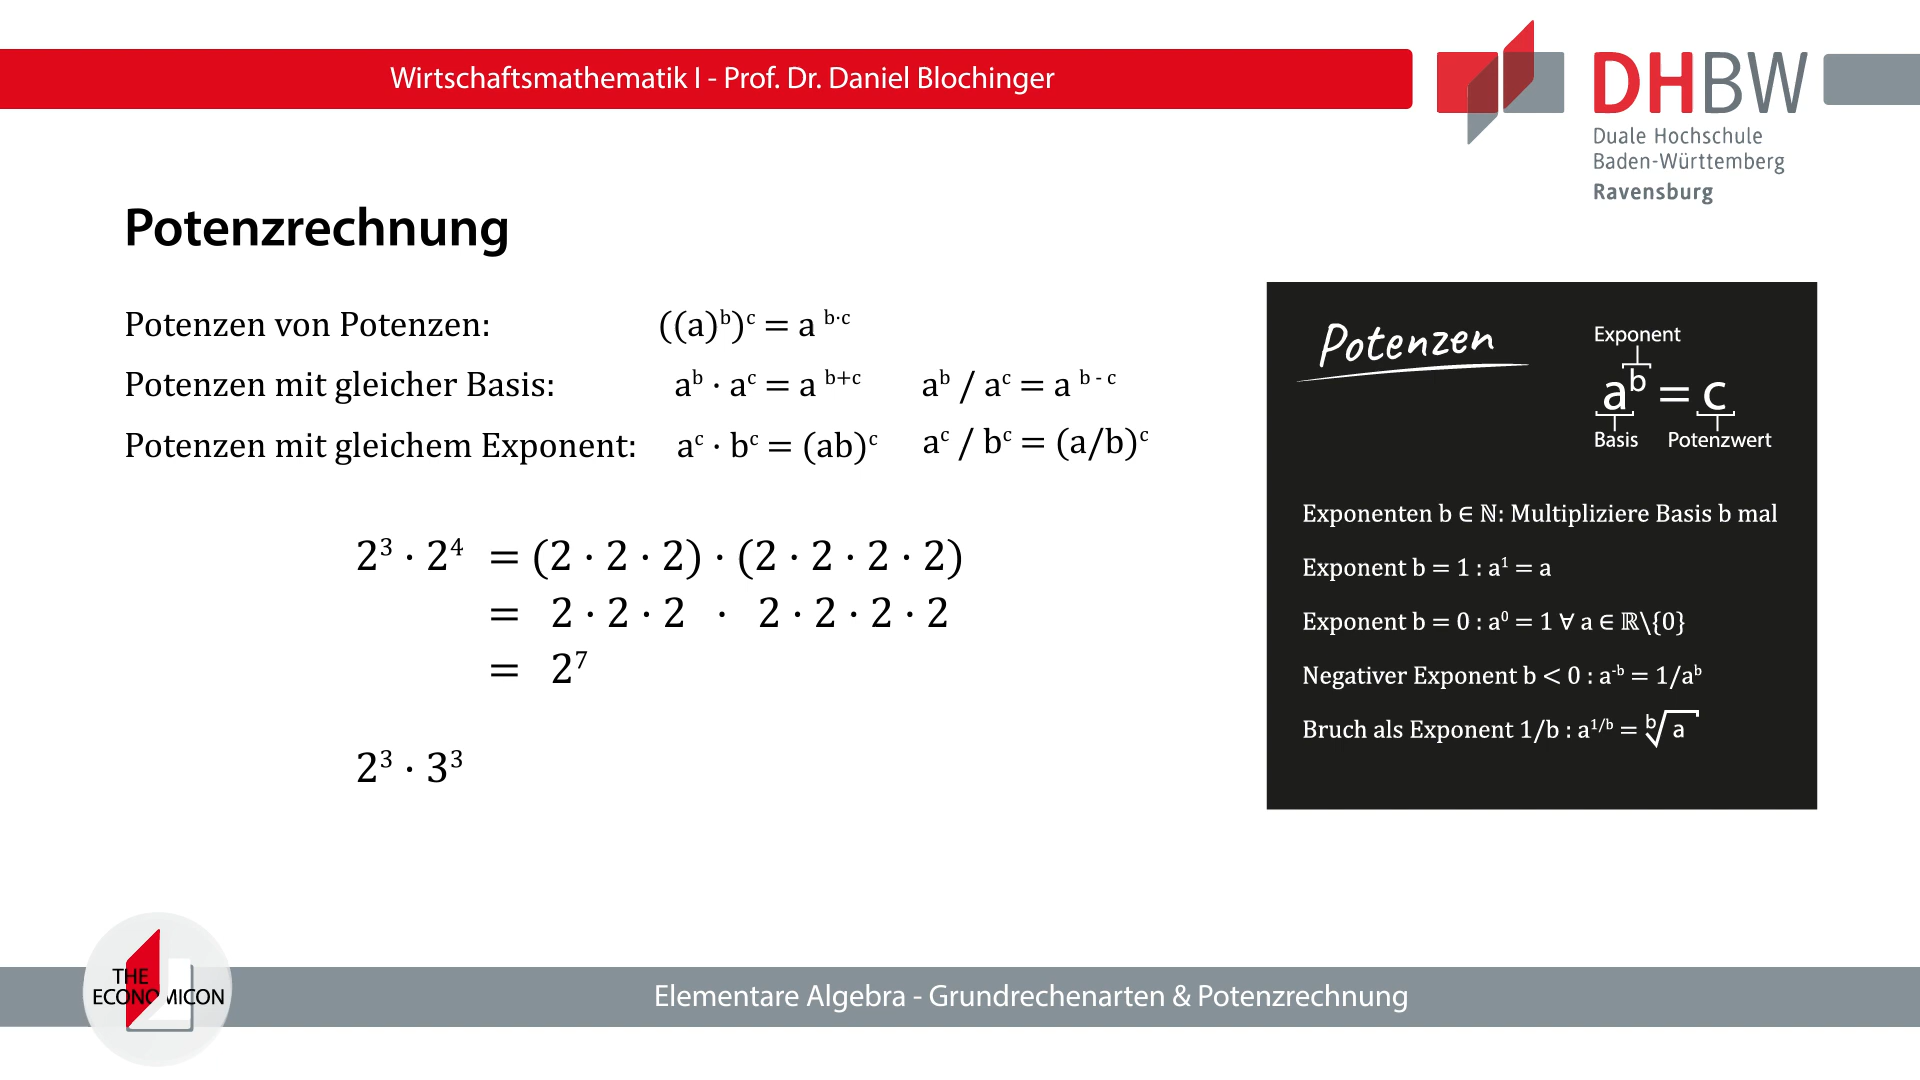 Wirtschaftsmathematik I - Prof. Dr. Daniel Blochinger
DHBW
Duale Hochschule
Baden-Württemberg
Ravensburg
Potenzrechnung
Potenzen von Potenzen: ((a)ᵇ)ᶜ = a ᵇ·ᶜ
Potenzen mit gleicher Basis: aᵇ · aᶜ = a ᵇ⁺ᶜ aᵇ / aᶜ = a ᵇ ⁻ ᶜ
Potenzen mit gleichem Exponent: aᶜ · bᶜ = (ab)ᶜ aᶜ / bᶜ = (a/b)ᶜ
2³ · 2⁴ = (2 · 2 · 2) · (2 · 2 · 2 · 2)
= 2 · 2 · 2 · 2 · 2 · 2 · 2
= 2⁷
2³ · 3³
Potenzen
Exponent
aᵇ = c
Basis Potenzwert
Exponenten b ∈ ℕ: Multipliziere Basis b mal
Exponent b = 1 : a¹ = a
Exponent b = 0 : a⁰ = 1 ∀ a ∈ ℝ\{0}
Negativer Exponent b < 0 : a⁻ᵇ = 1/aᵇ
Bruch als Exponent 1/b : a¹ᐟᵇ = ᵇ√a
THE
ECONOMICON
Elementare Algebra - Grundrechenarten & Potenzrechnung